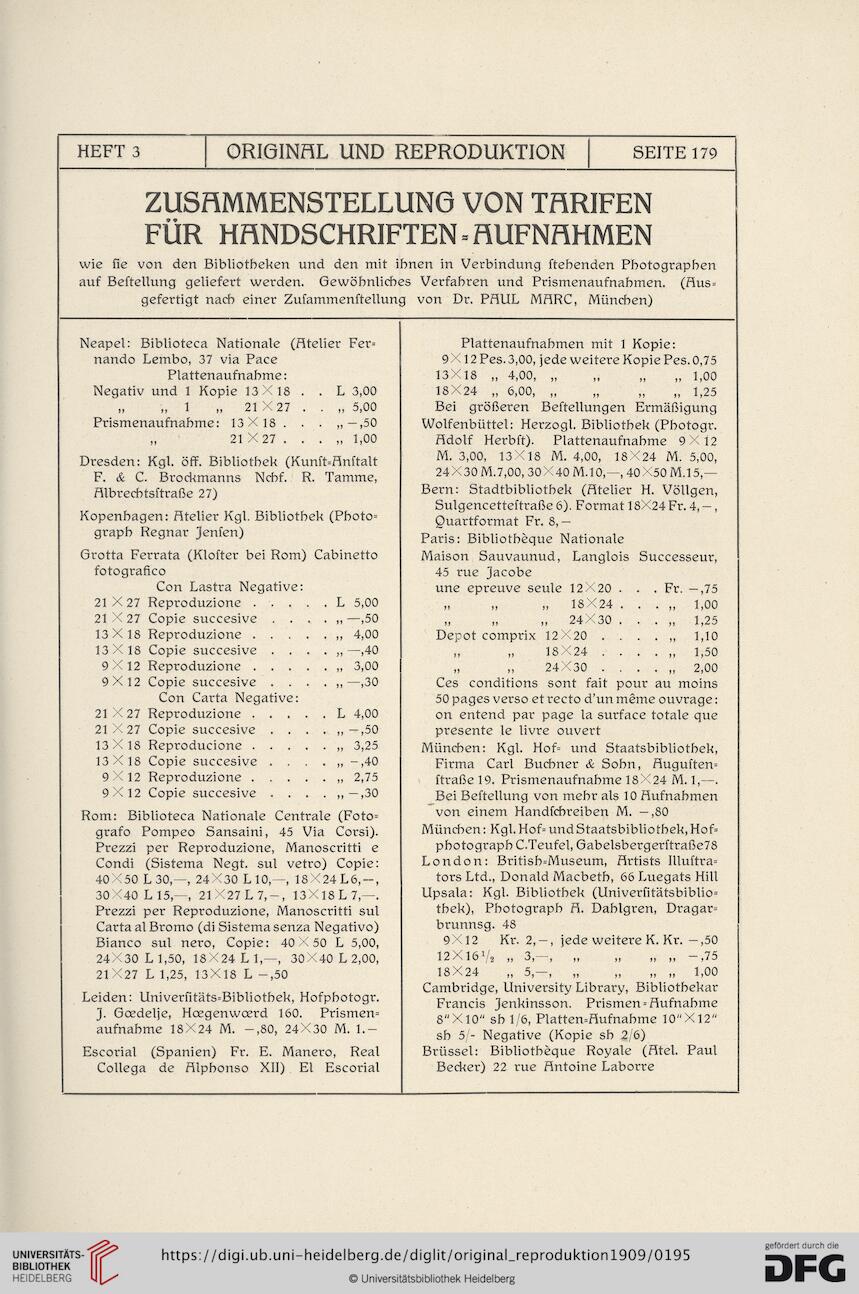 HEFT 3
ORIGINAL UND REPRODUKTION
SEITE 179
ZUSAMMENSTELLUNG VON TARIFEN
FÜR HANDSCHRIFTEN=AUFNAHMEN
wie ſie von den Bibliotheken und den mit ihnen in Verbindung ſtehenden Photographen
auf Beſtellung geliefert werden. Gewöhnliches Verfahren und Prismenaufnahmen. (Aus=
gefertigt nach einer Zuſammenſtellung von Dr. PAUL MARC, München)
Neapel: Biblioteca Nationale (Atelier Fer=
nando Lembo, 37 via Pace
Plattenaufnahme:
Negativ und 1 Kopie 13×18 . . L 3,00
„ „ 1 „ 21×27 . . „ 5,00
Prismenaufnahme: 13×18 . . . „ –,50
„ 21×27 . . . „ 1,00
Dresden: Kgl. öff. Bibliothek (Kunſt=Anſtalt
F. & C. Brockmanns Nchf. R. Tamme,
Albrechtsſtraße 27)
Kopenhagen: Atelier Kgl. Bibliothek (Photo=
graph Regnar Jenſen)
Grotta Ferrata (Kloſter bei Rom) Cabinetto
fotografico
Con Lastra Negative:
21×27 Reproduzione . . . . . L 5,00
21×27 Copie succesive . . . . „ —,50
13×18 Reproduzione . . . . . „ 4,00
13×18 Copie succesive . . . . „ —,40
9×12 Reproduzione . . . . . „ 3,00
9×12 Copie succesive . . . . „ —,30
Con Carta Negative:
21×27 Reproduzione . . . . . L 4,00
21×27 Copie succesive . . . . „ –,50
13×18 Reproducione . . . . . „ 3,25
13×18 Copie succesive . . . . „ –,40
9×12 Reproduzione . . . . . „ 2,75
9×12 Copie succesive . . . . „ –,30
Rom: Biblioteca Nationale Centrale (Foto=
grafo Pompeo Sansaini, 45 Via Corsi).
Prezzi per Reproduzione, Manoscritti e
Condi (Sistema Negt. sul vetro) Copie:
40×50 L 30,—, 24×30 L 10,—, 18×24 L 6,—,
30×40 L 15,—, 21×27 L 7,–, 13×18 L 7,—.
Prezzi per Reproduzione, Manoscritti sul
Carta al Bromo (di Sistema senza Negativo)
Bianco sul nero, Copie: 40×50 L 5,00,
24×30 L 1,50, 18×24 L 1,—, 30×40 L 2,00,
21×27 L 1,25, 13×18 L –,50
Leiden: Univerſitäts=Bibliothek, Hofphotogr.
J. Gœdelje, Hœgenwœrd 160. Prismen=
aufnahme 18×24 M. –,80, 24×30 M. 1.–
Escorial (Spanien) Fr. E. Manero, Real
Collega de Alphonso XII) El Escorial
Plattenaufnahmen mit 1 Kopie:
9×12 Pes. 3,00, jede weitere Kopie Pes. 0,75
13×18 „ 4,00, „ „ „ „ 1,00
18×24 „ 6,00, „ „ „ „ 1,25
Bei größeren Beſtellungen Ermäßigung
Wolfenbüttel: Herzogl. Bibliothek (Photogr.
Adolf Herbſt). Plattenaufnahme 9×12
M. 3,00, 13×18 M. 4,00, 18×24 M. 5,00,
24×30 M. 7,00, 30×40 M. 10,—, 40×50 M. 15,—
Bern: Stadtbibliothek (Atelier H. Völlgen,
Sulgencetteſtraße 6). Format 18×24 Fr. 4,–,
Quartformat Fr. 8,–
Paris: Bibliothèque Nationale
Maison Sauvaunud, Langlois Successeur,
45 rue Jacobe
une epreuve seule 12×20 . . . Fr. –,75
„ „ „ 18×24 . . . „ 1,00
„ „ „ 24×30 . . . „ 1,25
Depot comprix 12×20 . . . . „ 1,10
„ „ 18×24 . . . . „ 1,50
„ „ 24×30 . . . . „ 2,00
Ces conditions sont fait pour au moins
50 pages verso et recto d'un même ouvrage:
on entend par page la surface totale que
presente le livre ouvert
München: Kgl. Hof= und Staatsbibliothek,
Firma Carl Buchner & Sohn, Auguſten=
ſtraße 19. Prismenaufnahme 18×24 M. 1,—.
Bei Beſtellung von mehr als 10 Aufnahmen
von einem Handſchreiben M. –,80
München: Kgl. Hof= und Staatsbibliothek, Hof=
photograph C. Teufel, Gabelsbergerſtraße 78
London: British=Museum, Artists Illuſtra=
tors Ltd., Donald Macbeth, 66 Luegats Hill
Upsala: Kgl. Bibliothek (Univerſitätsbiblio=
thek), Photograph A. Dahlgren, Dragar=
brunnsg. 48
9×12 Kr. 2,–, jede weitere K. Kr. –,50
12×16½ „ 3,—, „ „ „ „ –,75
18×24 „ 5,—, „ „ „ „ 1,00
Cambridge, University Library, Bibliothekar
Francis Jenkinsson. Prismen=Aufnahme
8"×10" sh 1/6, Platten=Aufnahme 10"×12"
sh 5/- Negative (Kopie sh 2/6)
Brüssel: Bibliothèque Royale (Atel. Paul
Becker) 22 rue Antoine Laborre
UNIVERSITÄTS-
BIBLIOTHEK
HEIDELBERG
https://digi.ub.uni-heidelberg.de/diglit/original_reproduktion1909/0195
© Universitätsbibliothek Heidelberg
gefördert durch die
DFG